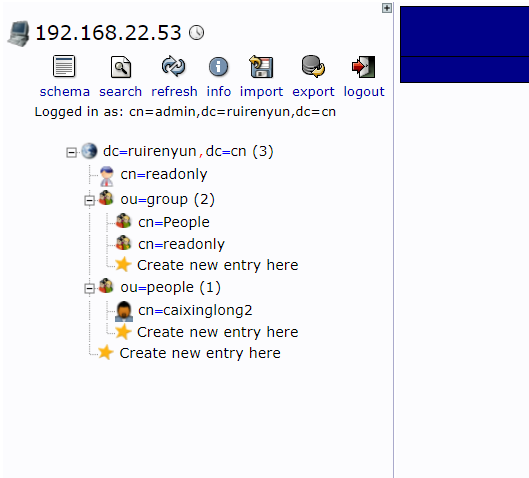 192.168.22.53
schema search refresh info import export logout
Logged in as: cn=admin,dc=ruirenyun,dc=cn
dc=ruirenyun,dc=cn (3)
cn=readonly
ou=group (2)
cn=People
cn=readonly
Create new entry here
ou=people (1)
cn=caixinglong2
Create new entry here
Create new entry here